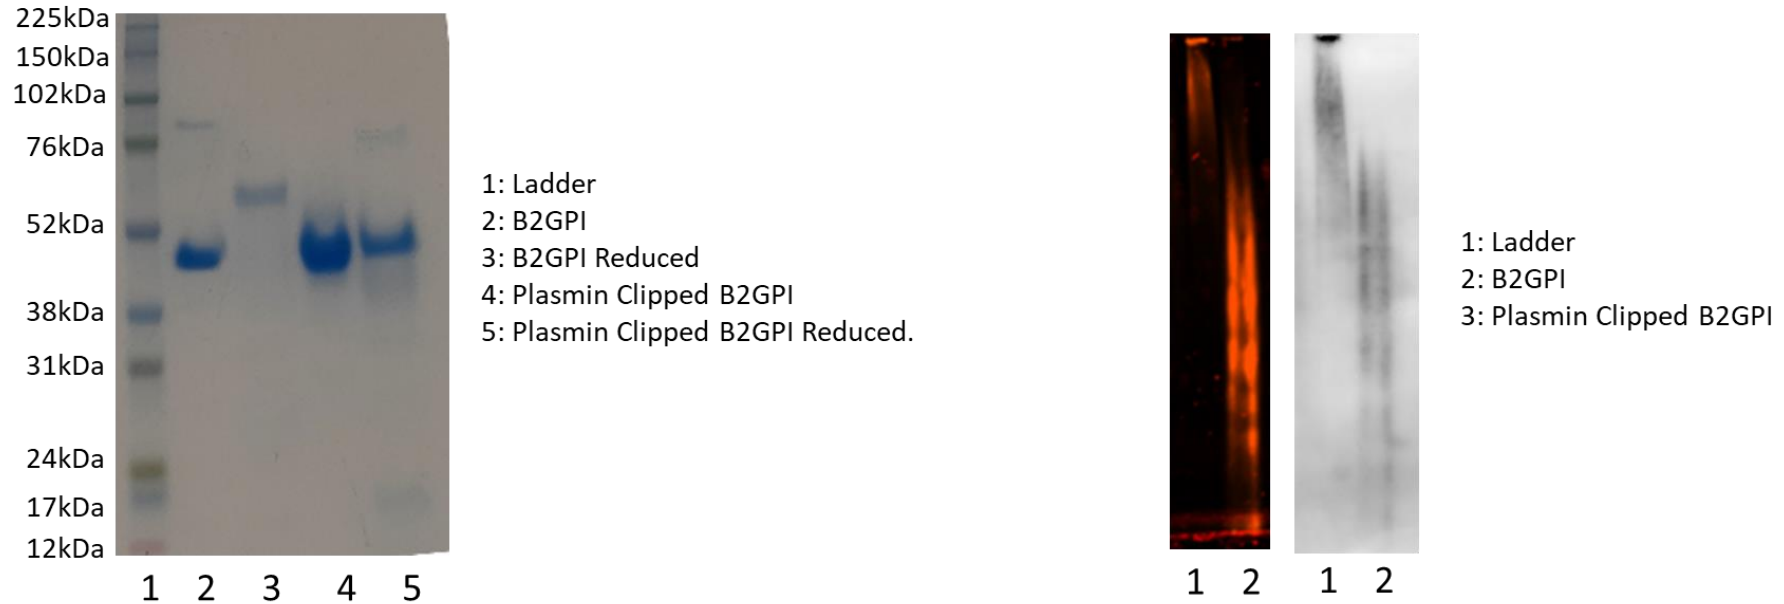 225kDa
150kDa
102kDa
76kDa
52kDa
38kDa
31kDa
24kDa
17kDa
12kDa
1 2 3 4 5
1: Ladder
2: B2GPI
3: B2GPI Reduced
4: Plasmin Clipped B2GPI
5: Plasmin Clipped B2GPI Reduced.
1 2
1 2
1: Ladder
2: B2GPI
3: Plasmin Clipped B2GPI